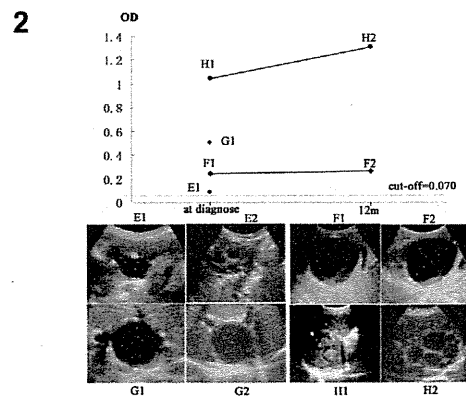 2
OD
1.4
1.2
1
0.8
0.6
0.4
0.2
0
H1
H2
G1
F1
F2
E1
cut-off=0.070
at diagnose
12m
E1
E2
F1
F2
G1
G2
H1
H2